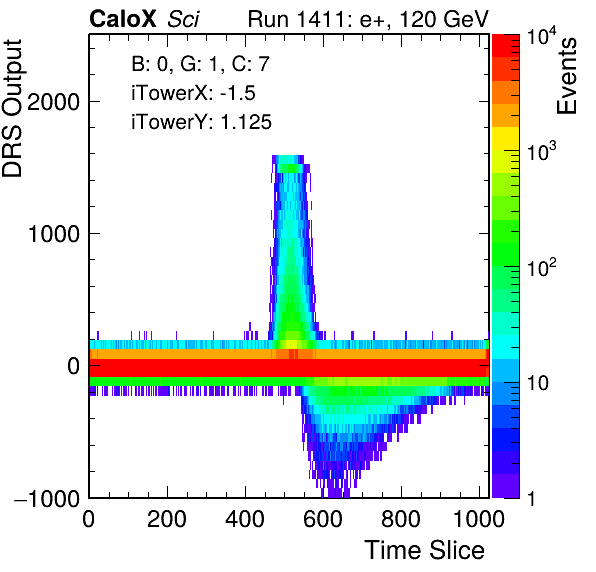 CaloX Sci Run 1411: e+, 120 GeV
B: 0, G: 1, C: 7
iTowerX: -1.5
iTowerY: 1.125
DRS Output
2000
1000
0
−1000
0 200 400 600 800 1000
Time Slice
Events
10^4
10^3
10^2
10
1